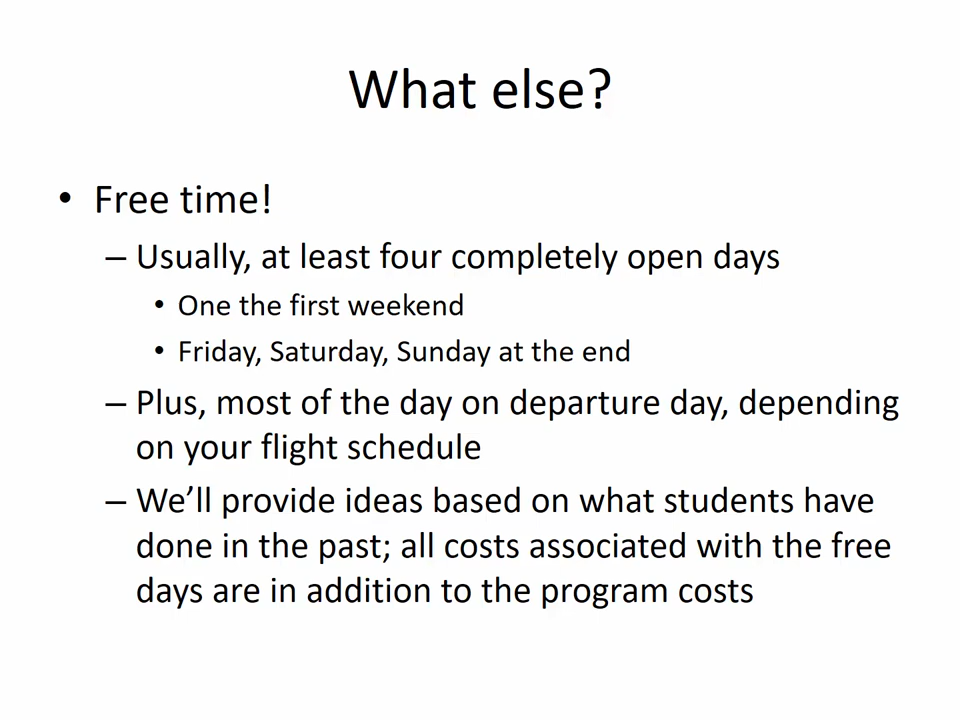 What else?
• Free time!
– Usually, at least four completely open days
• One the first weekend
• Friday, Saturday, Sunday at the end
– Plus, most of the day on departure day, depending
on your flight schedule
– We’ll provide ideas based on what students have
done in the past; all costs associated with the free
days are in addition to the program costs